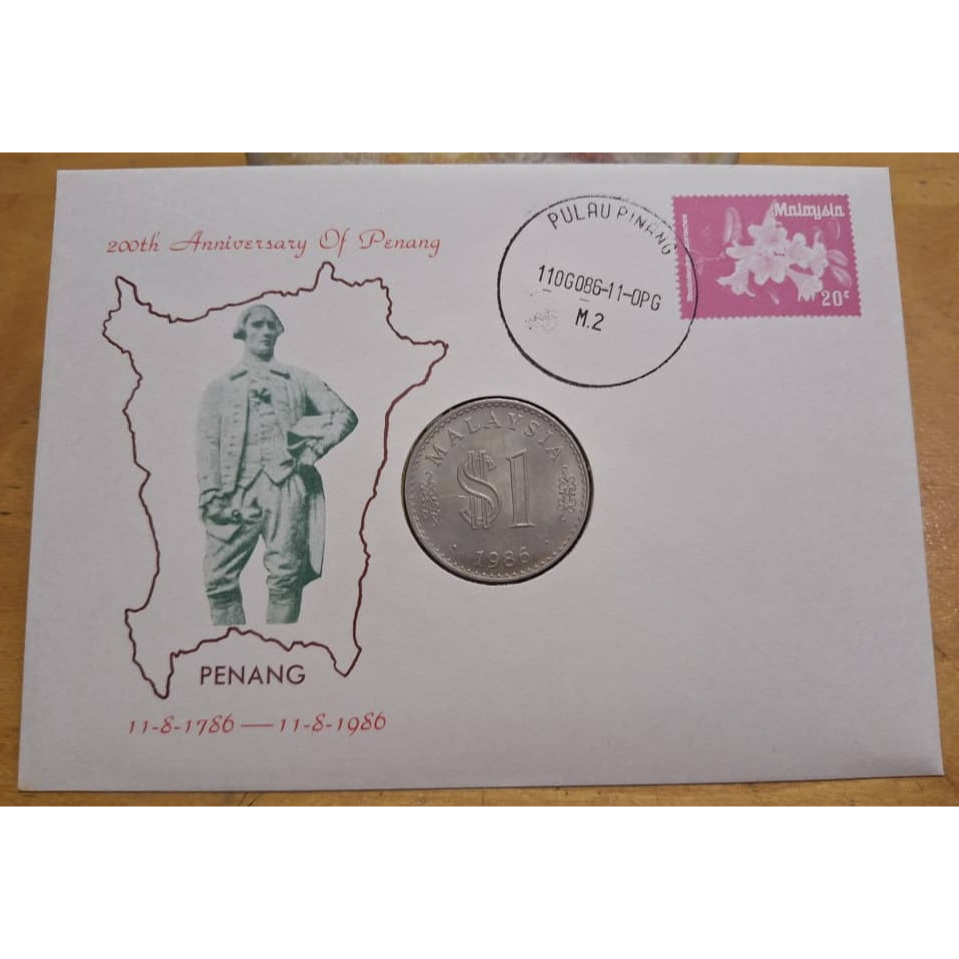 200th Anniversary Of Penang
PULAU PINANG
11OGO86-11-0PG
M.2
Malaysia
20c
MALAYSIA
$1
1986
PENANG
11-8-1786 — 11-8-1986